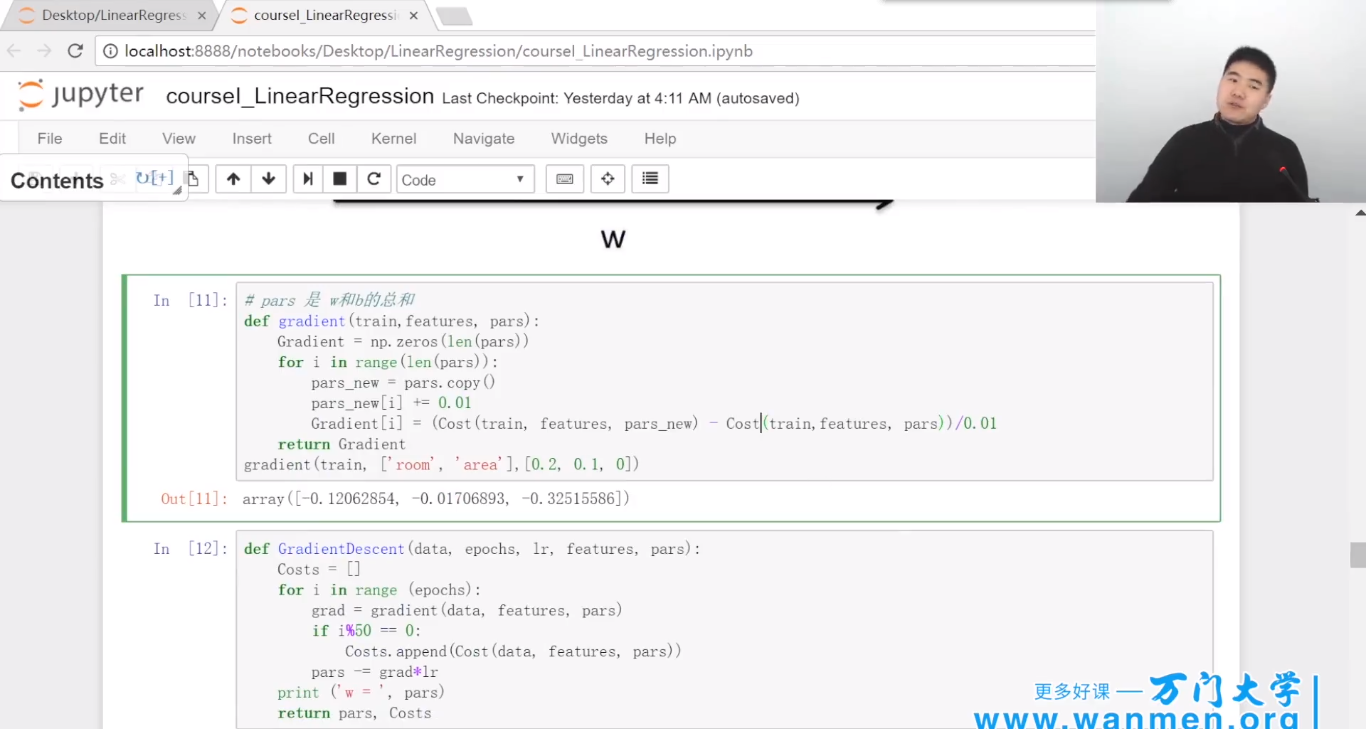 Desktop/LinearRegress
coursel_LinearRegressi
localhost:8888/notebooks/Desktop/LinearRegression/coursel_LinearRegression.ipynb
jupyter coursel_LinearRegression Last Checkpoint: Yesterday at 4:11 AM (autosaved)
File Edit View Insert Cell Kernel Navigate Widgets Help
Contents [+] Code
W
In [11]: # pars 是 w和b的总和
def gradient(train,features, pars):
Gradient = np.zeros(len(pars))
for i in range(len(pars)):
pars_new = pars.copy()
pars_new[i] += 0.01
Gradient[i] = (Cost(train, features, pars_new) - Cost(train,features, pars))/0.01
return Gradient
gradient(train, ['room', 'area'],[0.2, 0.1, 0])
Out[11]: array([-0.12062854, -0.01706893, -0.32515586])
In [12]: def GradientDescent(data, epochs, lr, features, pars):
Costs = []
for i in range (epochs):
grad = gradient(data, features, pars)
if i%50 == 0:
Costs.append(Cost(data, features, pars))
pars -= grad*lr
print ('w = ', pars)
return pars, Costs
更多好课 — 万门大学
www.wanmen.org